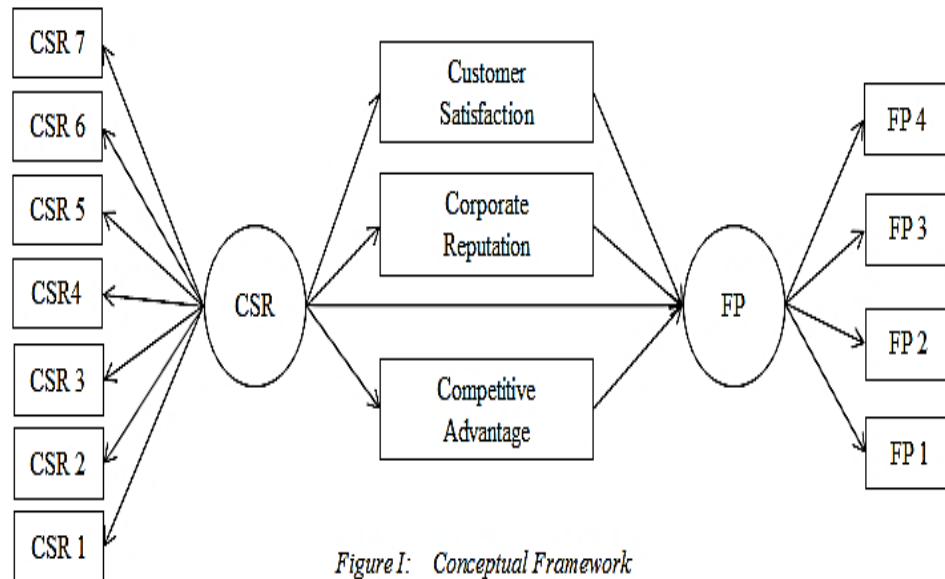 CSR 7
CSR 6
CSR 5
CSR4
CSR 3
CSR 2
CSR 1
CSR
Customer
Satisfaction
Corporate
Reputation
Competitive
Advantage
FP
FP 4
FP 3
FP 2
FP 1
Figure I: Conceptual Framework